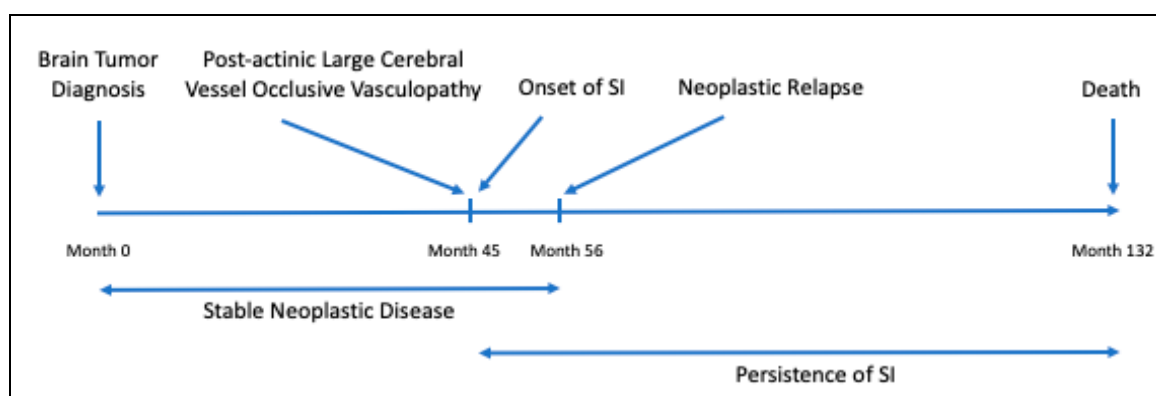 Brain Tumor
Diagnosis
Post-actinic Large Cerebral
Vessel Occlusive Vasculopathy
Onset of SI
Neoplastic Relapse
Death
Month 0
Month 45
Month 56
Month 132
Stable Neoplastic Disease
Persistence of SI